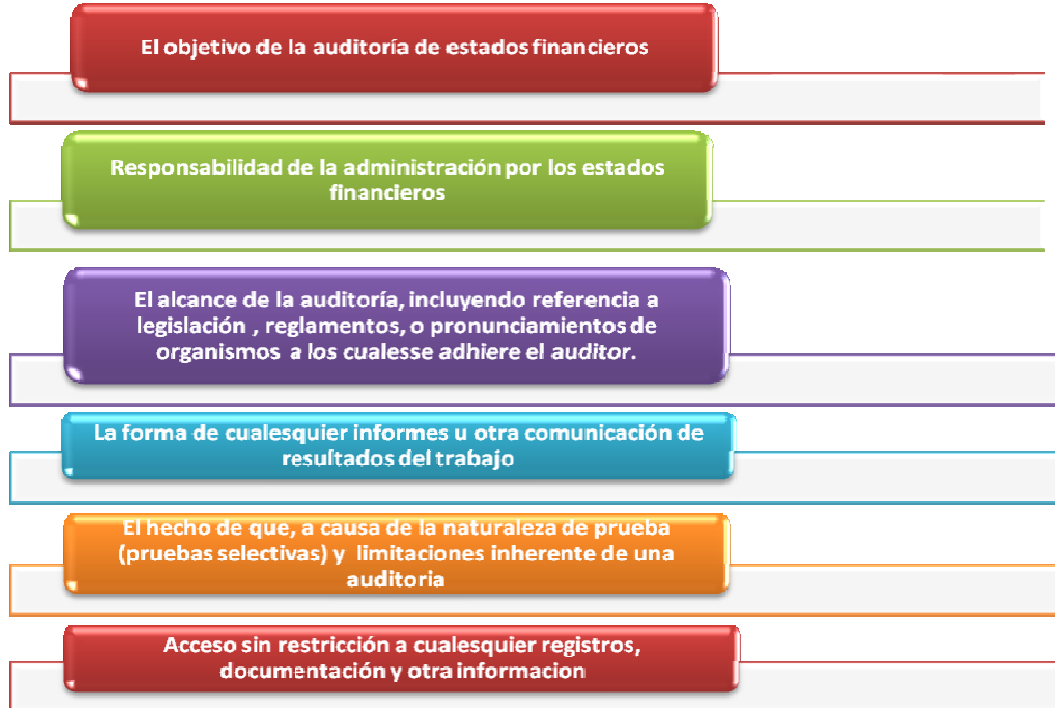 El objetivo de la auditoría de estados financieros
Responsabilidad de la administración por los estados
financieros
El alcance de la auditoría, incluyendo referencia a
legislación , reglamentos, o pronunciamientos de
organismos a los cualesse adhiere el auditor.
La forma de cualesquier informes u otra comunicación de
resultados del trabajo
El hecho de que, a causa de la naturaleza de prueba
(pruebas selectivas) y limitaciones inherente de una
auditoria
Acceso sin restricción a cualesquier registros,
documentación y otra informacion